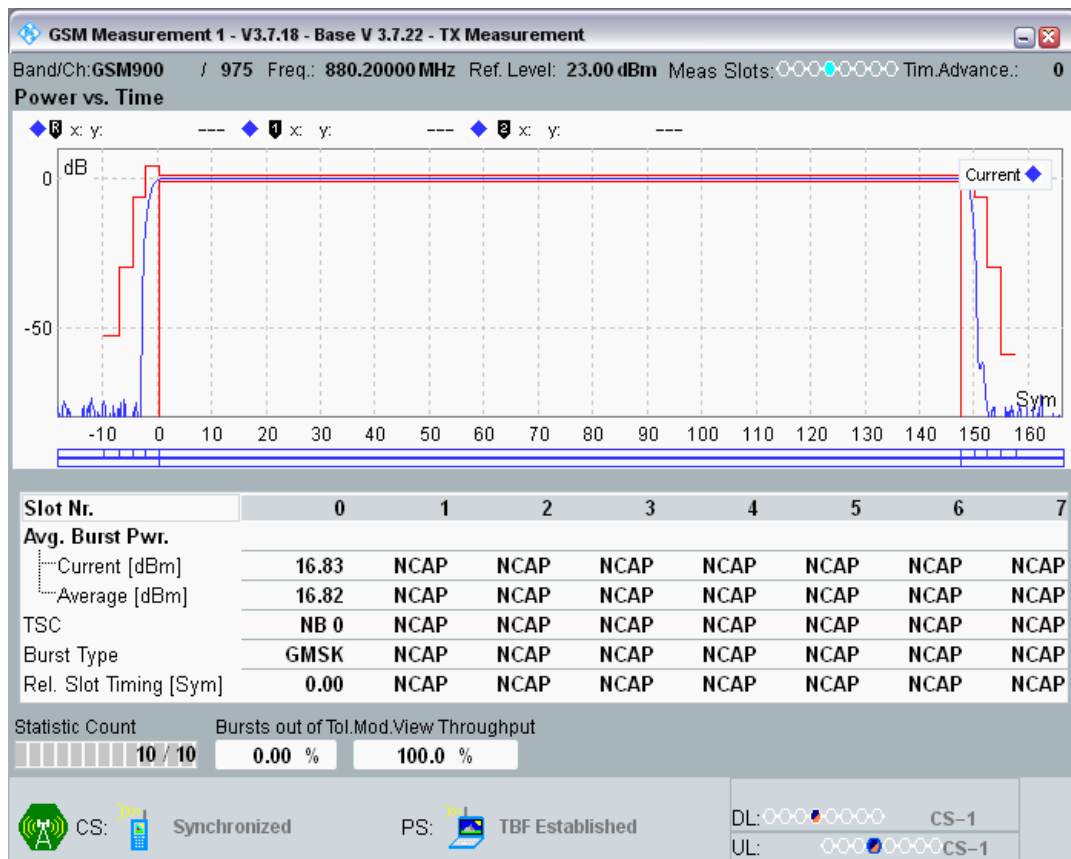 GSM Measurement 1 - V3.7.18 - Base V 3.7.22 - TX Measurement
Band/Ch:GSM900 / 975 Freq.: 880.20000 MHz Ref. Level: 23.00 dBm Meas Slots: Tim.Advance.: 0
Power vs. Time
R x: y: --- 1 x: y: --- 2 x: y: ---
dB
Current
0
-50
Sym
-10 0 10 20 30 40 50 60 70 80 90 100 110 120 130 140 150 160
Slot Nr. 0 1 2 3 4 5 6 7
Avg. Burst Pwr.
Current [dBm] 16.83 NCAP NCAP NCAP NCAP NCAP NCAP NCAP
Average [dBm] 16.82 NCAP NCAP NCAP NCAP NCAP NCAP NCAP
TSC NB 0 NCAP NCAP NCAP NCAP NCAP NCAP NCAP
Burst Type GMSK NCAP NCAP NCAP NCAP NCAP NCAP NCAP
Rel. Slot Timing [Sym] 0.00 NCAP NCAP NCAP NCAP NCAP NCAP NCAP
Statistic Count Bursts out of Tol.Mod.View Throughput
10 / 10 0.00 % 100.0 %
CS: Synchronized PS: TBF Established
DL: CS-1
UL: CS-1